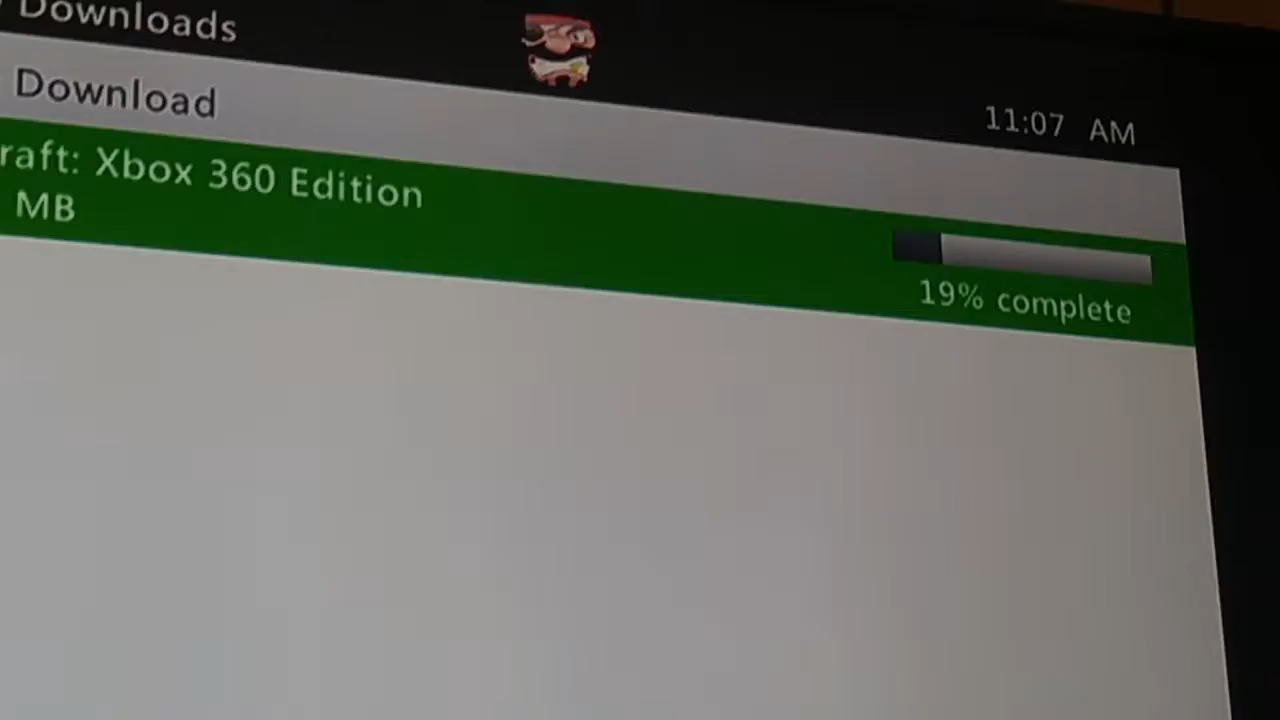 Downloads
11:07 AM
Download
raft: Xbox 360 Edition
MB
19% complete